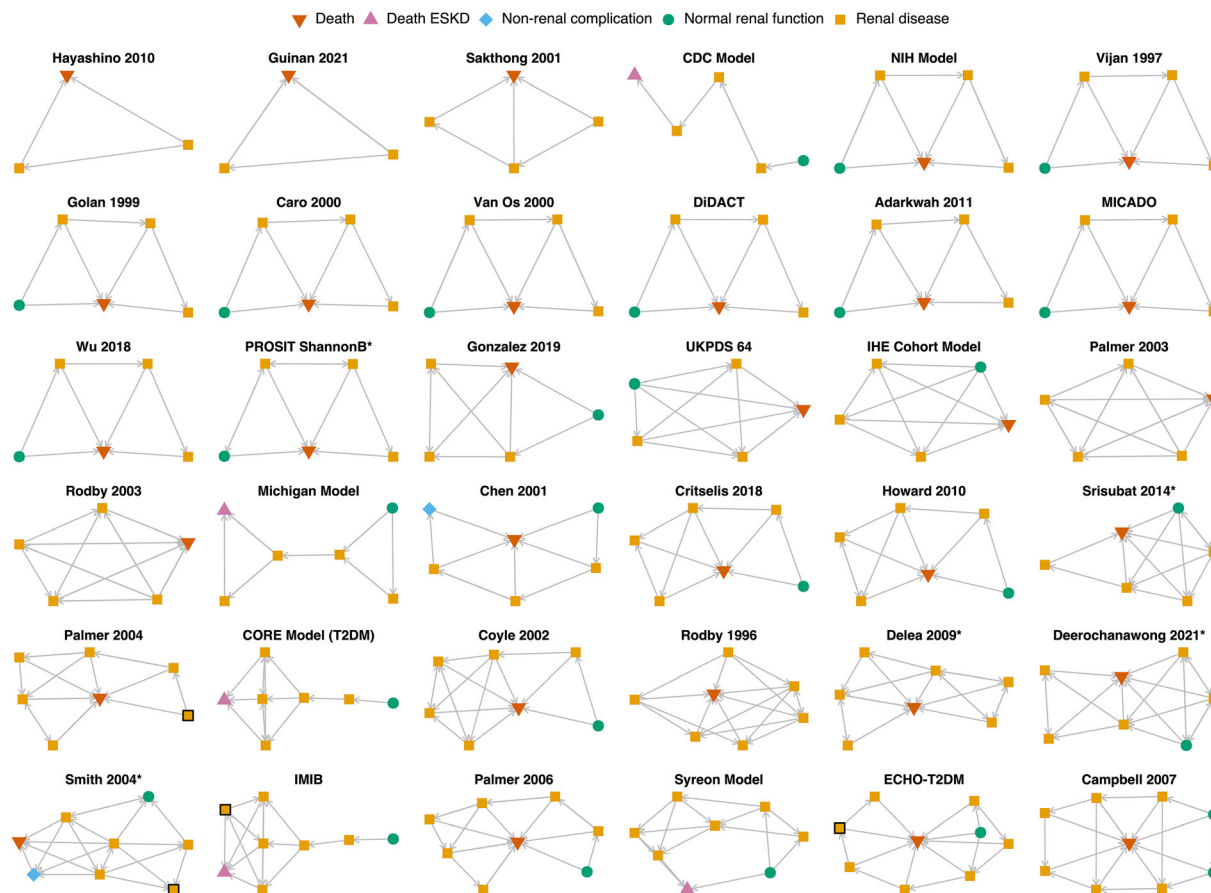 Death Death ESKD Non-renal complication Normal renal function Renal disease
Hayashino 2010 Guinan 2021 Sakthong 2001 CDC Model NIH Model Vijan 1997
Golan 1999 Caro 2000 Van Os 2000 DiDACT Adarkwah 2011 MICADO
Wu 2018 PROSIT ShannonB* Gonzalez 2019 UKPDS 64 IHE Cohort Model Palmer 2003
Rodby 2003 Michigan Model Chen 2001 Critselis 2018 Howard 2010 Srisubat 2014*
Palmer 2004 CORE Model (T2DM) Coyle 2002 Rodby 1996 Delea 2009* Deerochanawong 2021*
Smith 2004* IMIB Palmer 2006 Syreon Model ECHO-T2DM Campbell 2007